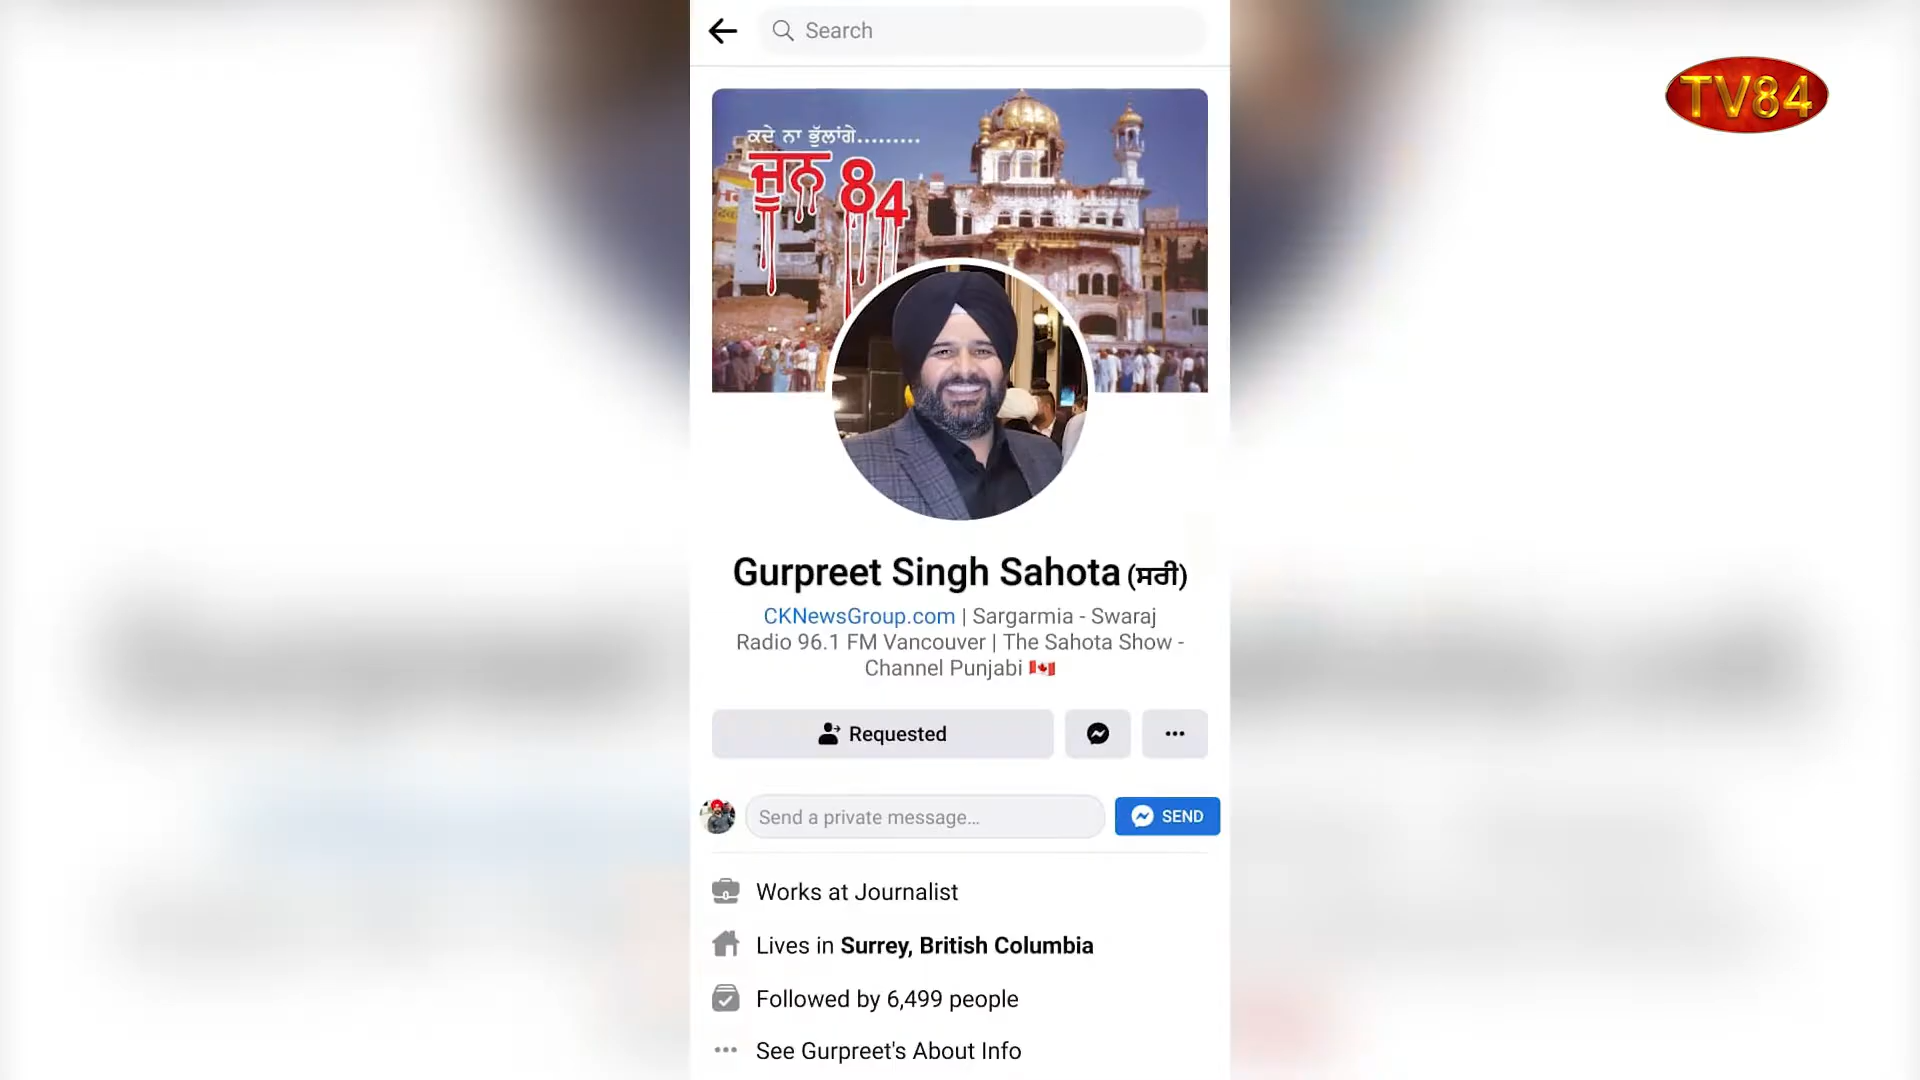 Search
TV84
ਕਦੇ ਨਾ ਭੁੱਲਾਂਗੇ.........
ਜੂਨ 84
Gurpreet Singh Sahota (ਸਰੀ)
CKNewsGroup.com | Sargarmia - Swaraj
Radio 96.1 FM Vancouver | The Sahota Show -
Channel Punjabi 🇨🇦
Requested
Send a private message...
SEND
Works at Journalist
Lives in Surrey, British Columbia
Followed by 6,499 people
See Gurpreet's About Info